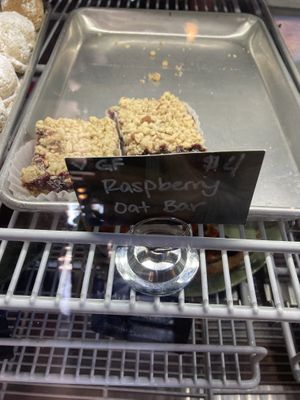 ♥ GF $4
Raspberry
Oat Bar